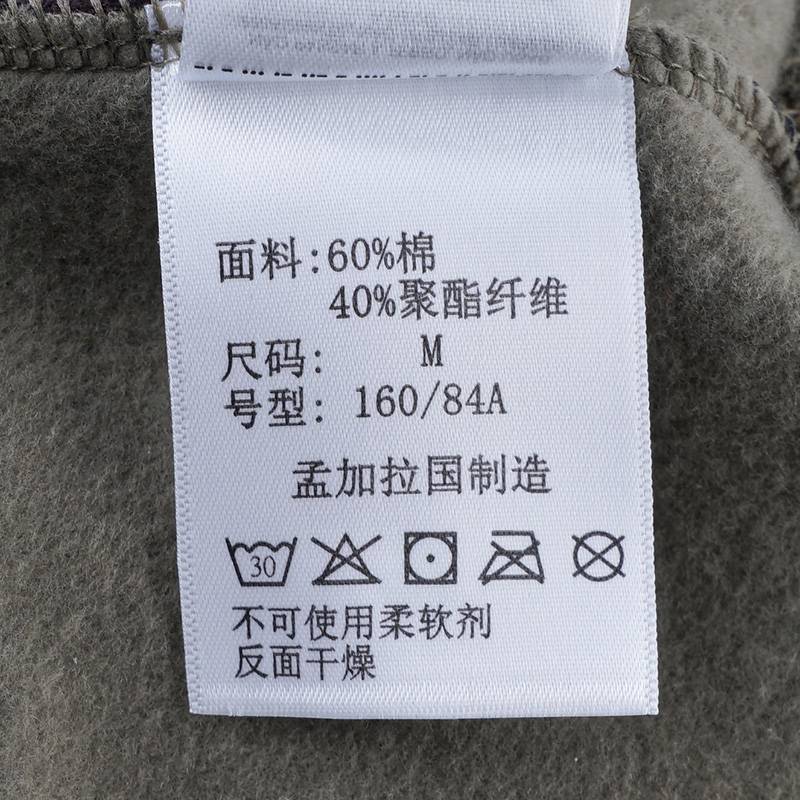 面料:60%棉
40%聚酯纤维
尺码: M
号型: 160/84A
孟加拉国制造
30
不可使用柔软剂
反面干燥